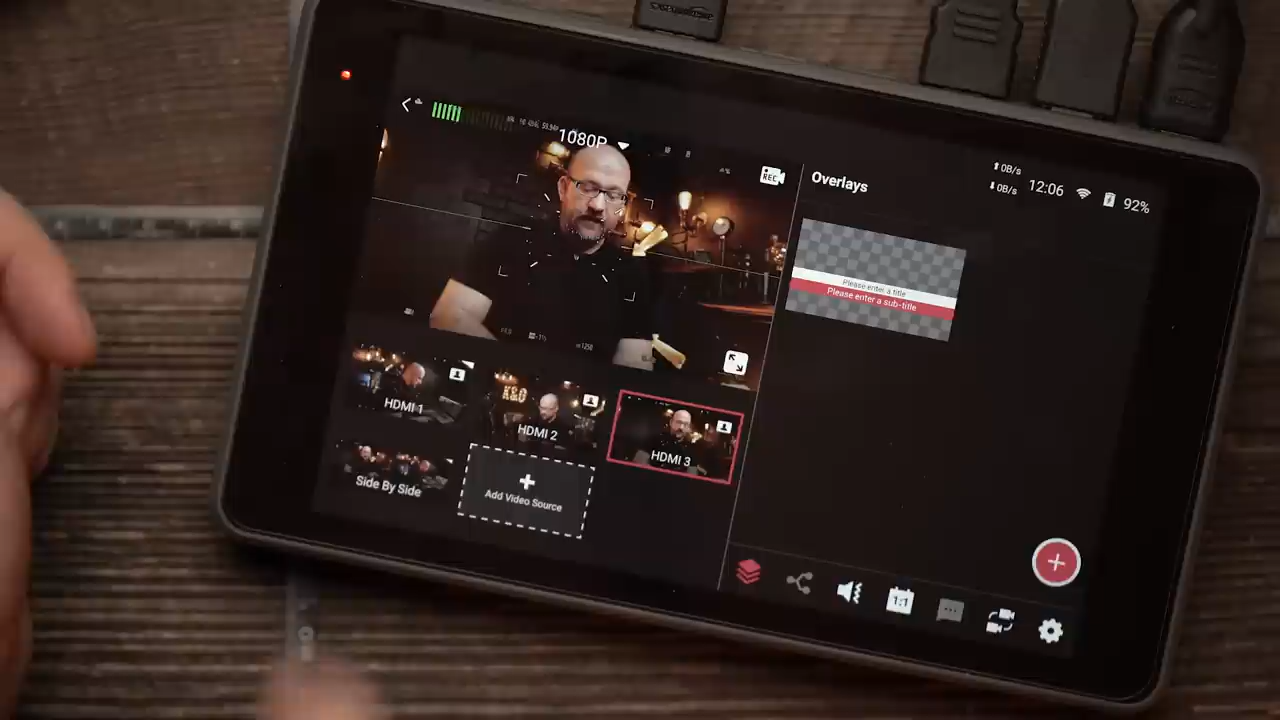 1080P
REC
Overlays
0B/s
0B/s
12:06
92%
Please enter a title
Please enter a sub-title
HDMI 1
K&O
HDMI 2
HDMI 3
Side By Side
Add Video Source
1:1